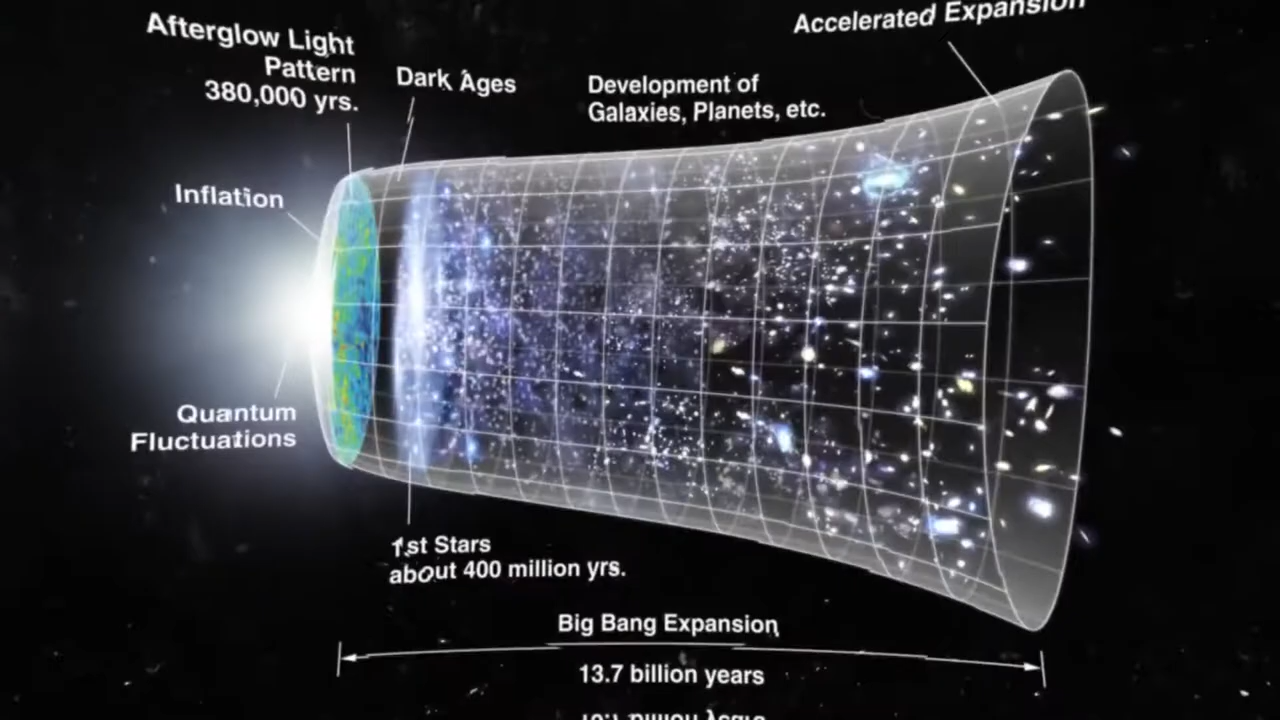 Afterglow Light
Pattern
380,000 yrs.
Dark Ages
Development of
Galaxies, Planets, etc.
Accelerated Expansion
Inflation
Quantum
Fluctuations
1st Stars
about 400 million yrs.
Big Bang Expansion
13.7 billion years